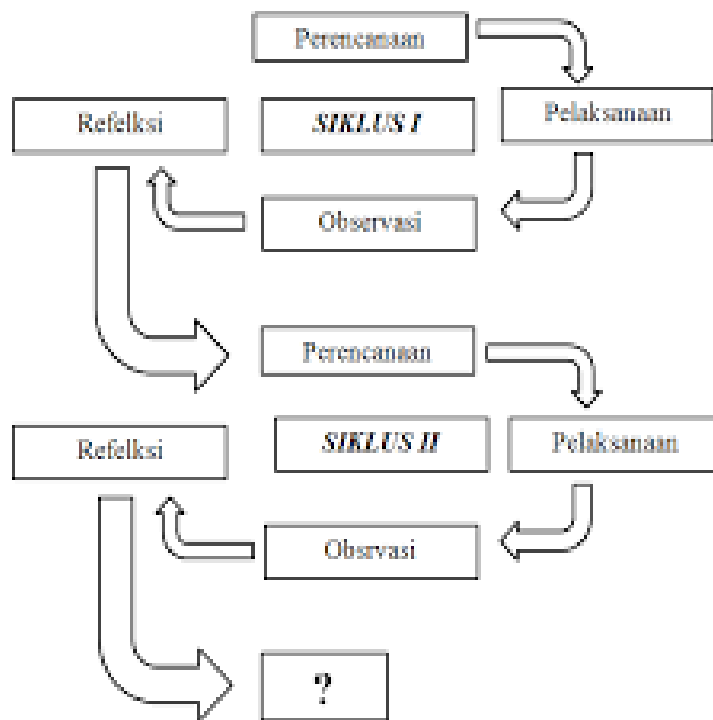 Perencanaan
Refelksi
SIKLUS I
Pelaksanaan
Observasi
Perencanaan
Refelksi
SIKLUS II
Pelaksanaan
Obsrvasi
?